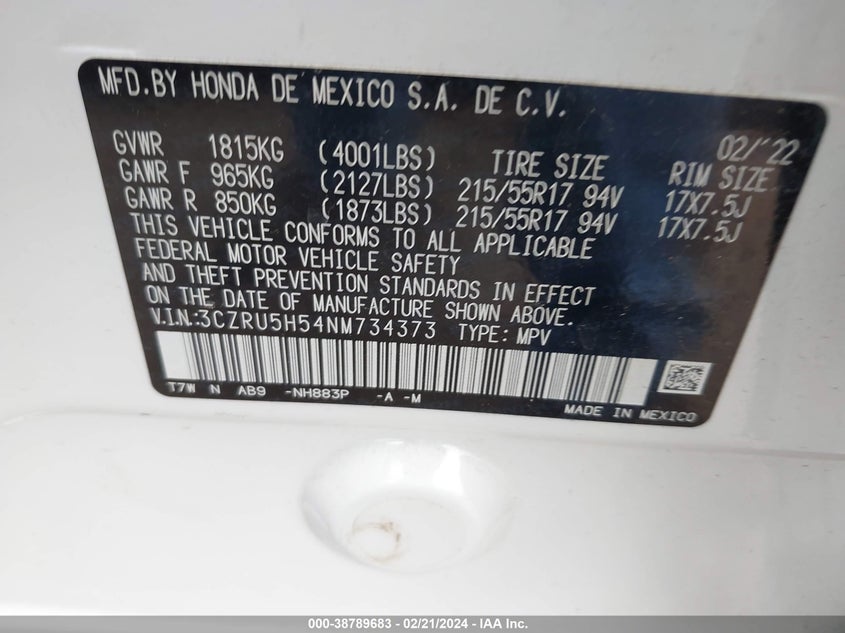 MFD.BY HONDA DE MEXICO S.A. DE C.V.
02/'22
GVWR 1815KG (4001LBS) TIRE SIZE RIM SIZE
GAWR F 965KG (2127LBS) 215/55R17 94V 17X7.5J
GAWR R 850KG (1873LBS) 215/55R17 94V 17X7.5J
THIS VEHICLE CONFORMS TO ALL APPLICABLE
FEDERAL MOTOR VEHICLE SAFETY
AND THEFT PREVENTION STANDARDS IN EFFECT
ON THE DATE OF MANUFACTURE SHOWN ABOVE.
V.I.N:3CZRU5H54NM734373 TYPE: MPV
T7W N AB9 -NH883P -A -M
MADE IN MEXICO
000-38789683 - 02/21/2024 - IAA Inc.